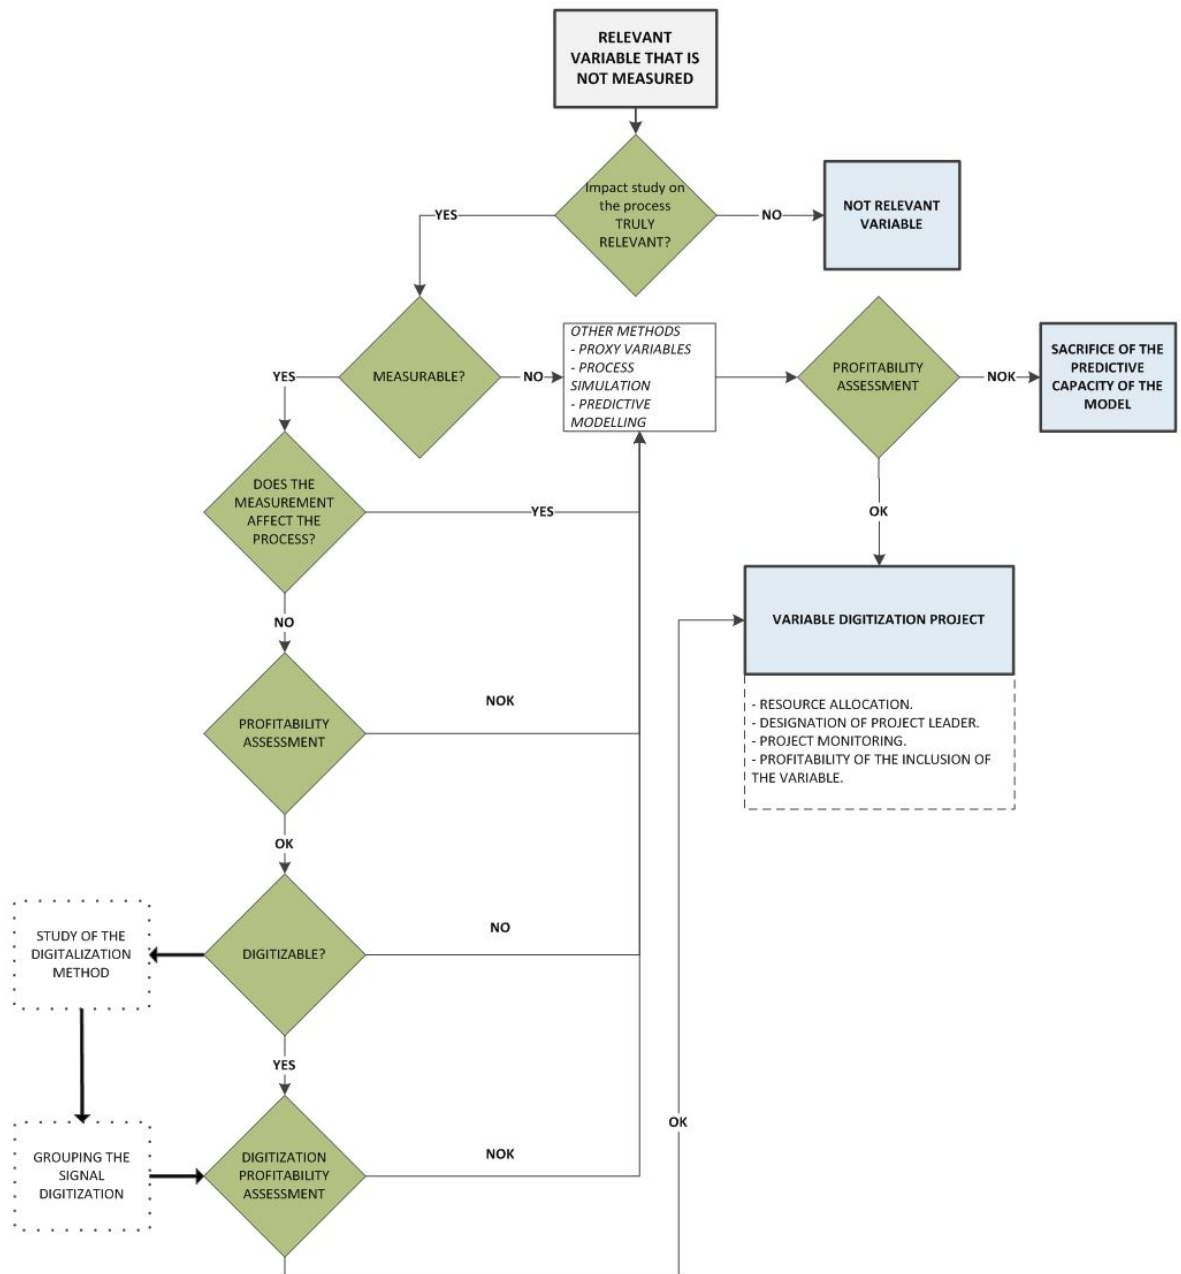 RELEVANT
VARIABLE THAT IS
NOT MEASURED
Impact study on
the process
TRULY
RELEVANT?
YES
NO
NOT RELEVANT
VARIABLE
MEASURABLE?
YES
NO
OTHER METHODS
- PROXY VARIABLES
- PROCESS
SIMULATION
- PREDICTIVE
MODELLING
PROFITABILITY
ASSESSMENT
NOK
SACRIFICE OF THE
PREDICTIVE
CAPACITY OF THE
MODEL
DOES THE
MEASUREMENT
AFFECT THE
PROCESS?
YES
OK
NO
VARIABLE DIGITIZATION PROJECT
- RESOURCE ALLOCATION.
- DESIGNATION OF PROJECT LEADER.
- PROJECT MONITORING.
- PROFITABILITY OF THE INCLUSION OF
THE VARIABLE.
PROFITABILITY
ASSESSMENT
NOK
OK
STUDY OF THE
DIGITALIZATION
METHOD
DIGITIZABLE?
NO
YES
GROUPING THE
SIGNAL
DIGITIZATION
DIGITIZATION
PROFITABILITY
ASSESSMENT
NOK
OK